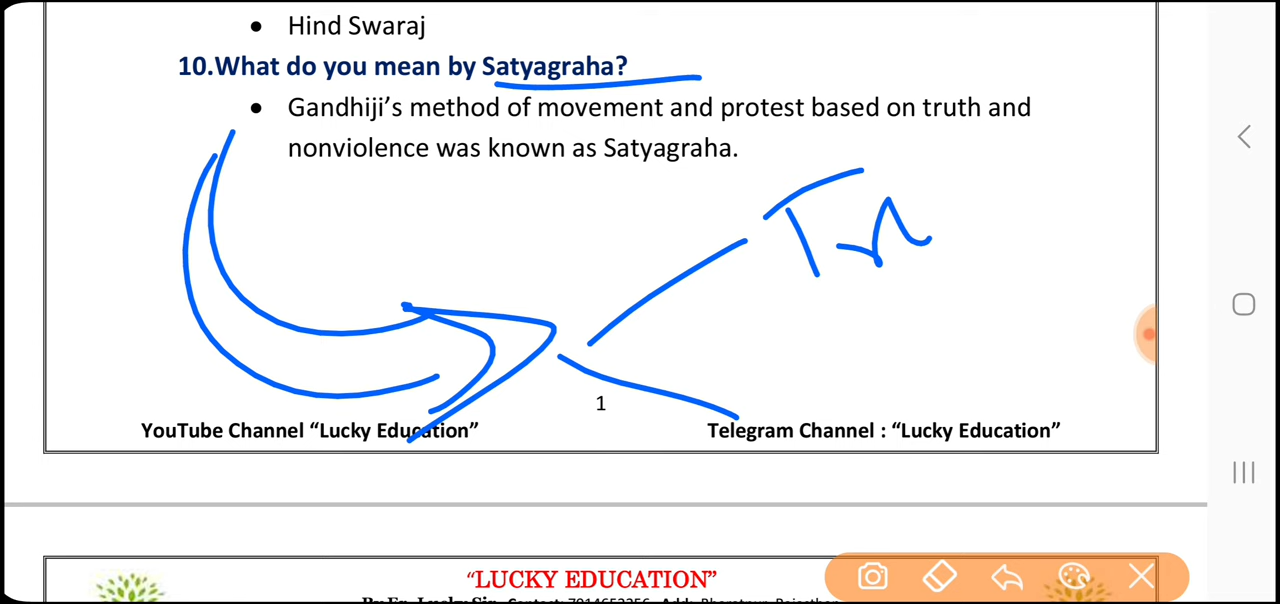 • Hind Swaraj
10.What do you mean by Satyagraha?
• Gandhiji’s method of movement and protest based on truth and
nonviolence was known as Satyagraha.
1
YouTube Channel “Lucky Education”
Telegram Channel : “Lucky Education”
“LUCKY EDUCATION”